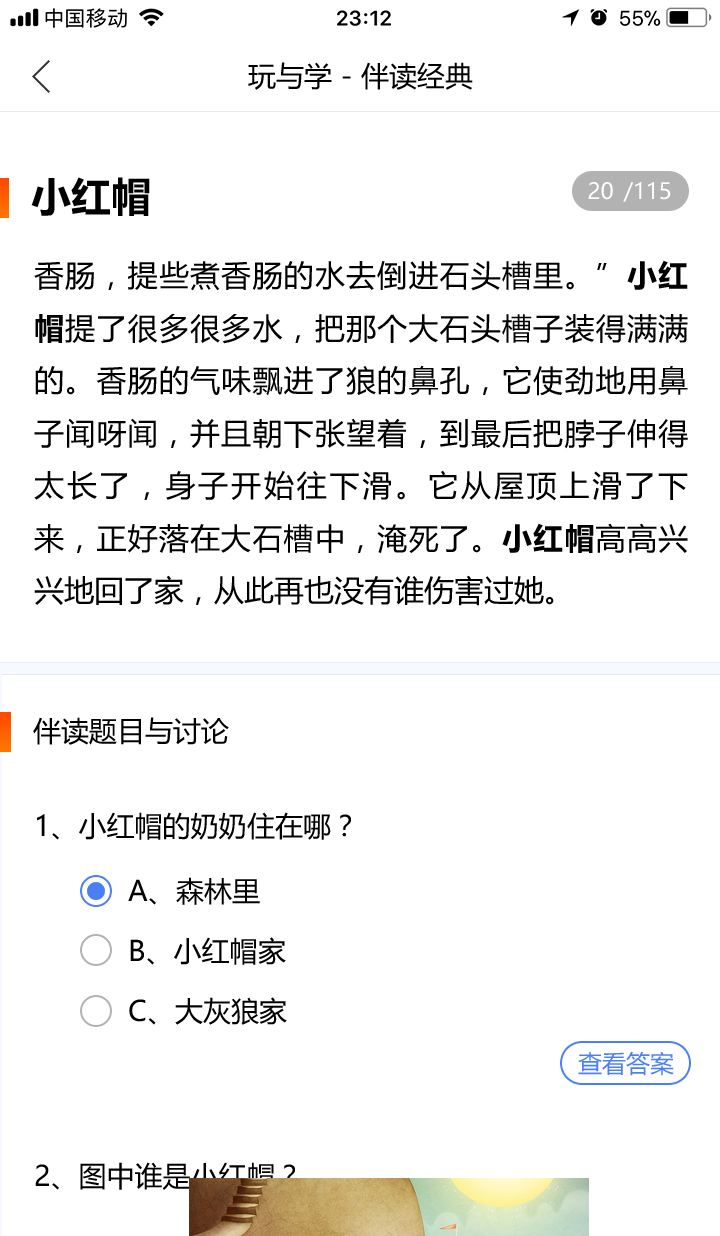 中国移动 23:12 55%
玩与学 - 伴读经典
小红帽 20 /115
香肠，提些煮香肠的水去倒进石头槽里。”小红
帽提了很多很多水，把那个大石头槽子装得满满
的。香肠的气味飘进了狼的鼻孔，它使劲地用鼻
子闻呀闻，并且朝下张望着，到最后把脖子伸得
太长了，身子开始往下滑。它从屋顶上滑了下
来，正好落在大石槽中，淹死了。小红帽高高兴
兴地回了家，从此再也没有谁伤害过她。
伴读题目与讨论
1、小红帽的奶奶住在哪？
A、森林里
B、小红帽家
C、大灰狼家
查看答案
2、图中谁是小红帽？